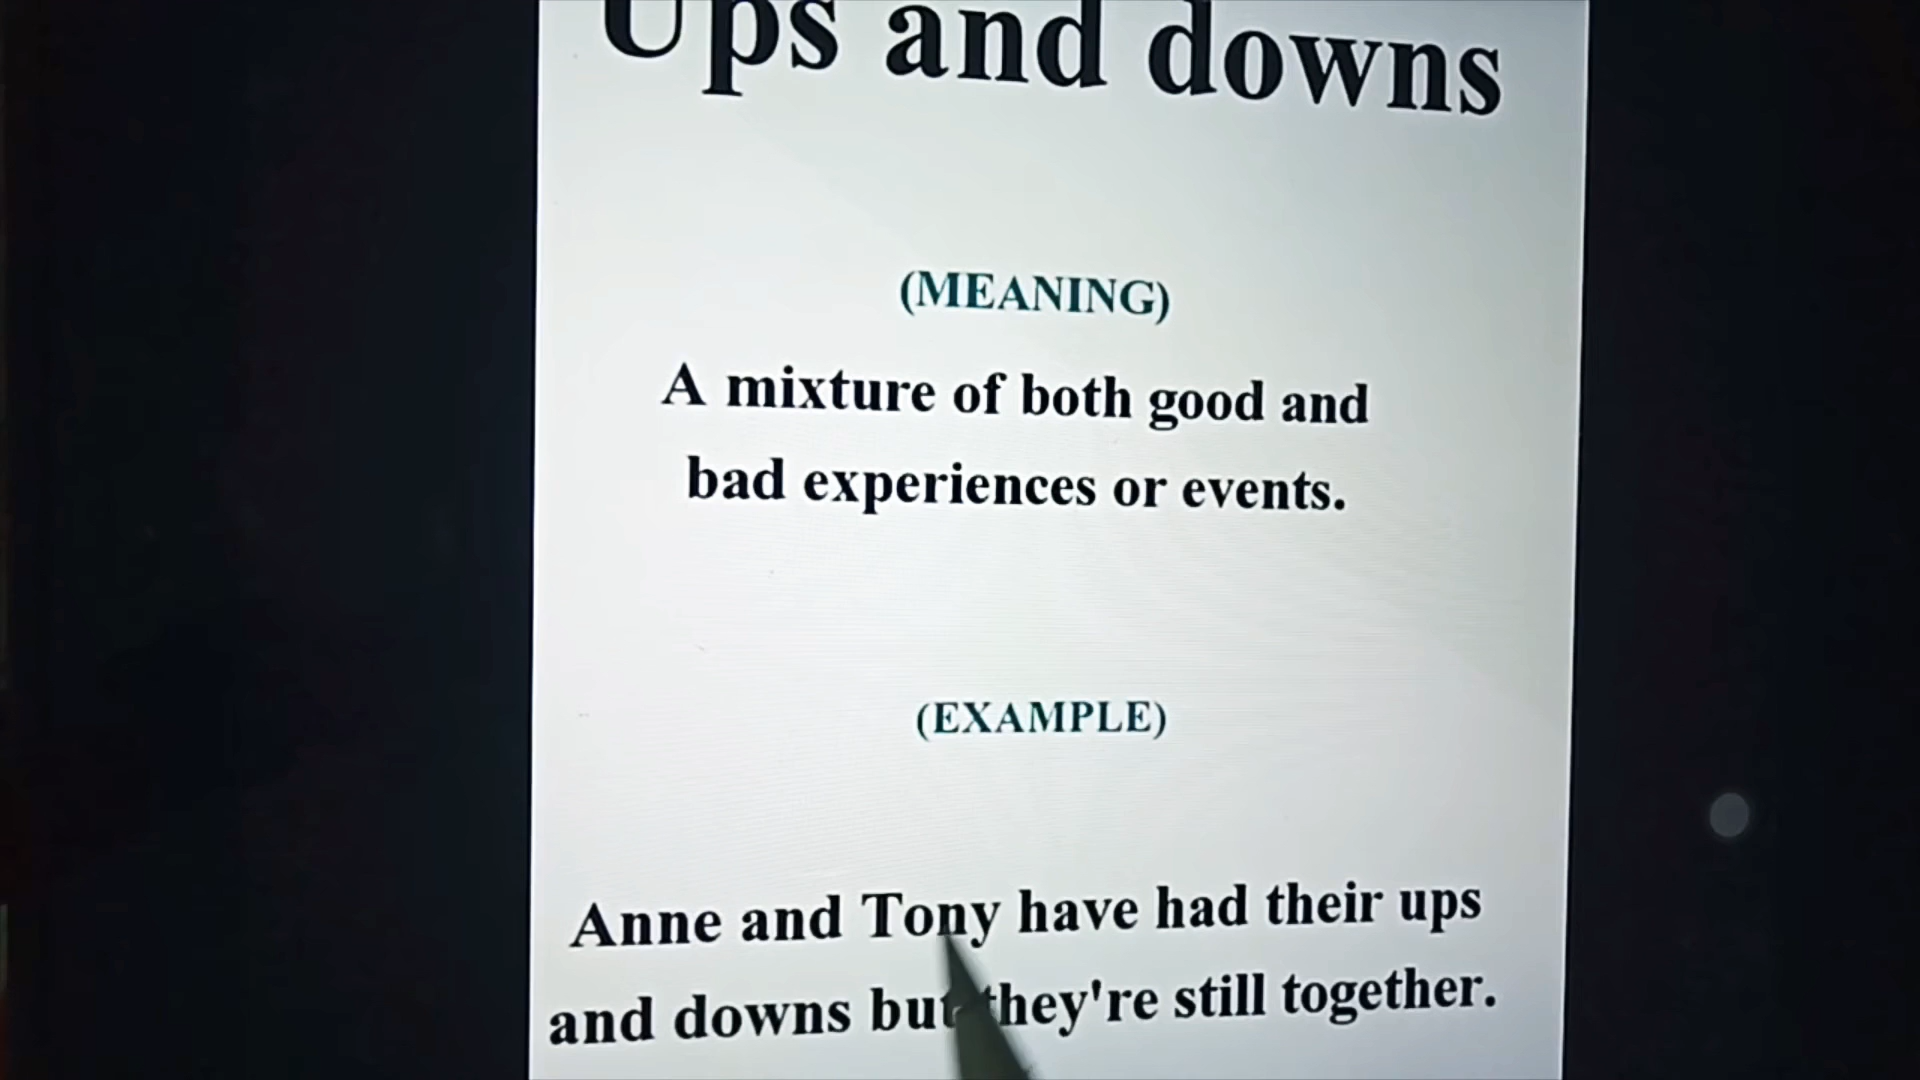 Ups and downs
(MEANING)
A mixture of both good and
bad experiences or events.
(EXAMPLE)
Anne and Tony have had their ups
and downs but they're still together.